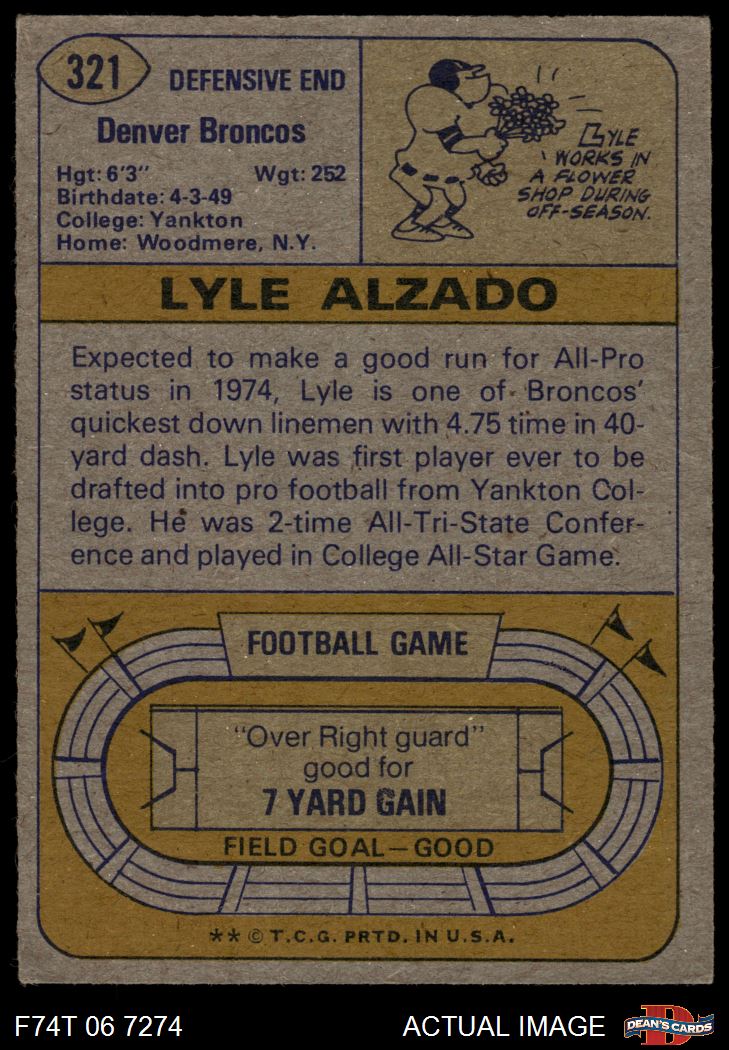 321
DEFENSIVE END
Denver Broncos
Hgt: 6'3" Wgt: 252
Birthdate: 4-3-49
College: Yankton
Home: Woodmere, N.Y.
LYLE
WORKS IN
A FLOWER
SHOP DURING
OFF-SEASON.
LYLE ALZADO
Expected to make a good run for All-Pro
status in 1974, Lyle is one of Broncos'
quickest down linemen with 4.75 time in 40-
yard dash. Lyle was first player ever to be
drafted into pro football from Yankton Col-
lege. He was 2-time All-Tri-State Confer-
ence and played in College All-Star Game.
FOOTBALL GAME
"Over Right guard"
good for
7 YARD GAIN
FIELD GOAL—GOOD
** © T.C.G. PRTD. IN U.S.A.
F74T 06 7274
ACTUAL IMAGE
D
DEAN'S CARDS